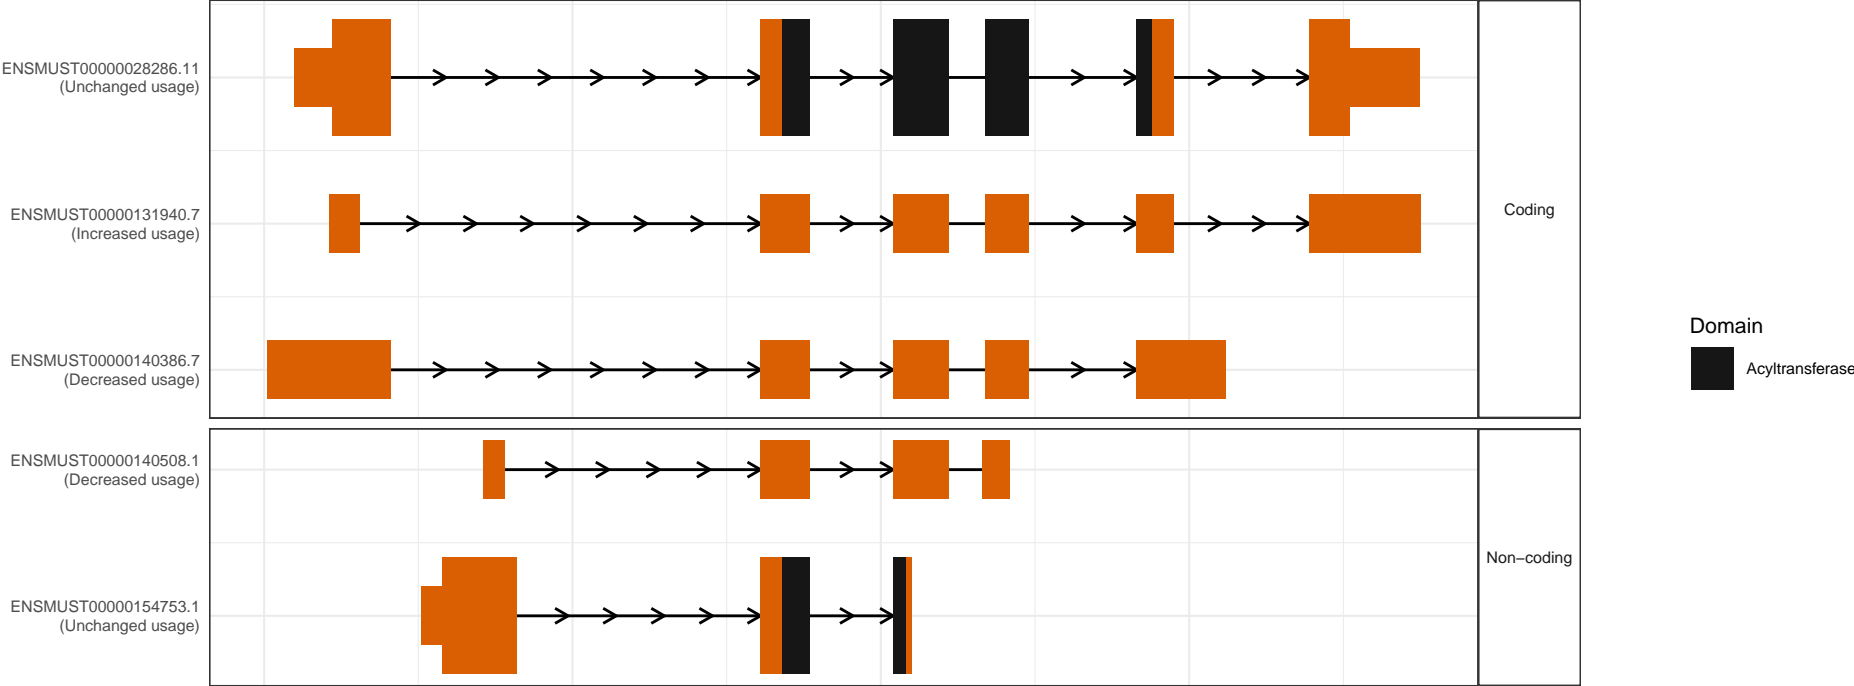 ENSMUST00000028286.11
(Unchanged usage)
ENSMUST00000131940.7
(Increased usage)
ENSMUST00000140386.7
(Decreased usage)
Coding
ENSMUST00000140508.1
(Decreased usage)
ENSMUST00000154753.1
(Unchanged usage)
Non−coding
Domain
Acyltransferase